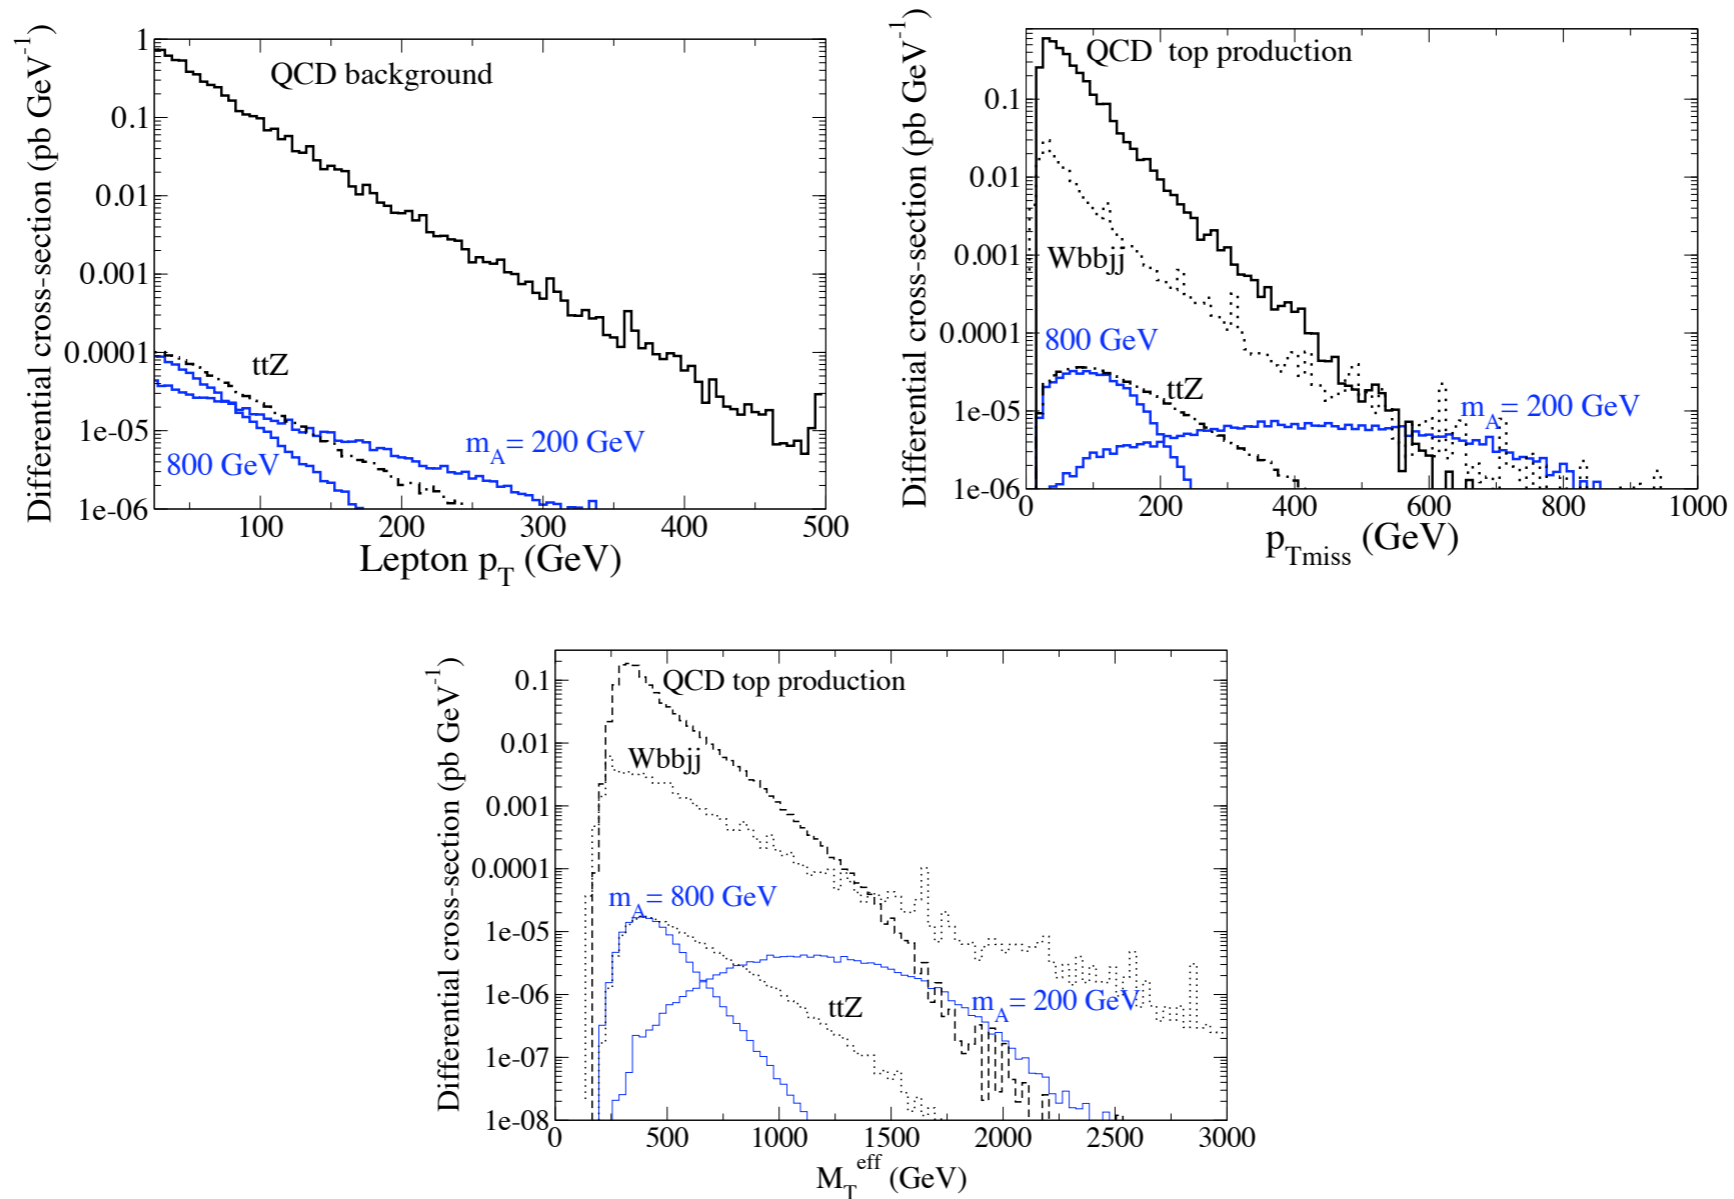 Differential cross-section (pb GeV^-1)
1
0.1
0.01
0.001
0.0001
1e-05
1e-06
QCD background
ttZ
m_A= 200 GeV
800 GeV
100 200 300 400 500
Lepton p_T (GeV)
Differential cross-section (pb GeV^-1)
0.1
0.01
0.001
0.0001
1e-05
1e-06
QCD top production
Wbbjj
800 GeV
ttZ
m_A= 200 GeV
0 200 400 600 800 1000
p_Tmiss (GeV)
Differential cross-section (pb GeV^-1)
0.1
0.01
0.001
0.0001
1e-05
1e-06
1e-07
1e-08
QCD top production
Wbbjj
m_A= 800 GeV
m_A= 200 GeV
ttZ
0 500 1000 1500 2000 2500 3000
M_T^eff (GeV)